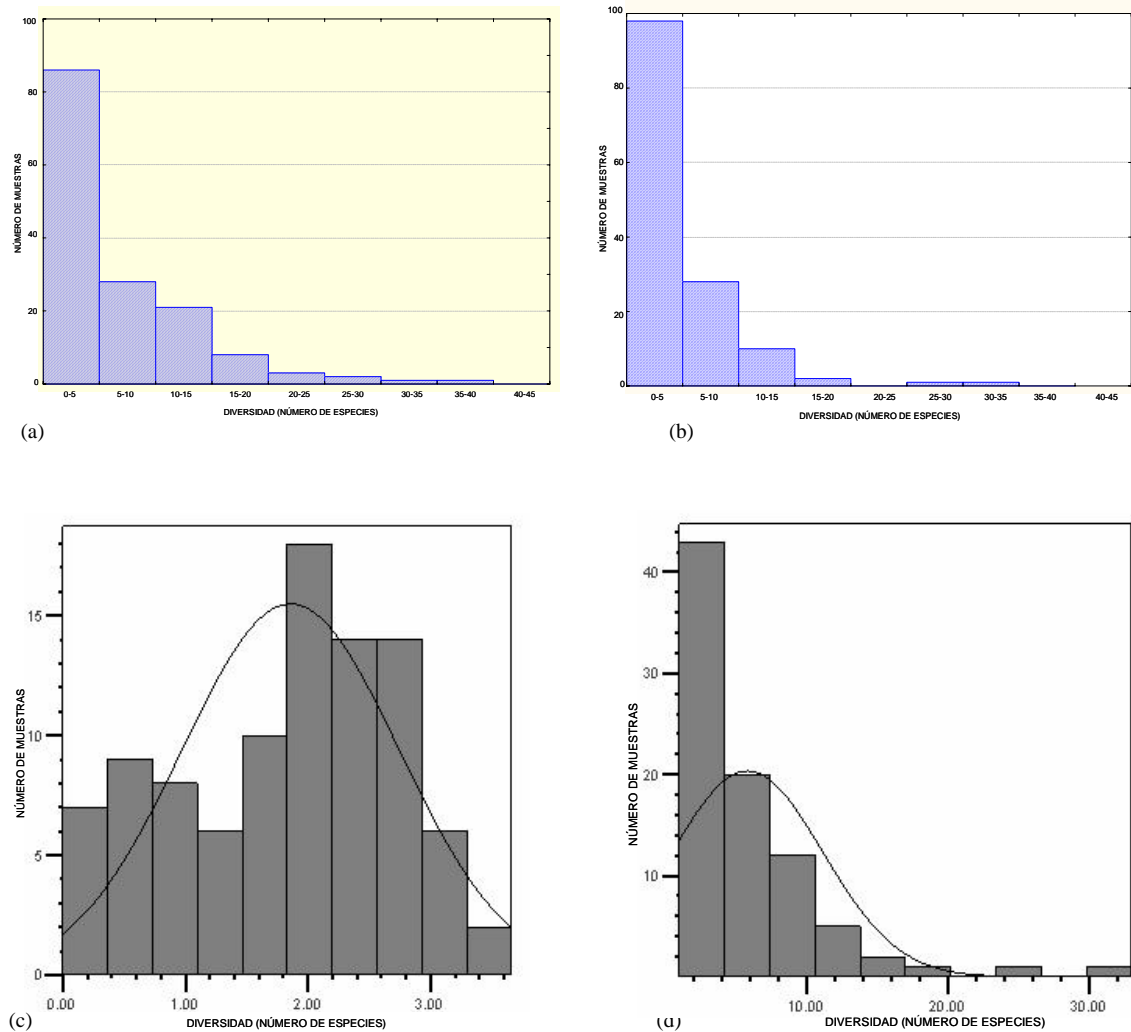 100
80
60
40
20
0
NÚMERO DE MUESTRAS
0-5 5-10 10-15 15-20 20-25 25-30 30-35 35-40 40-45
DIVERSIDAD (NÚMERO DE ESPECIES)
(a)
100
80
60
40
20
0
NÚMERO DE MUESTRAS
0-5 5-10 10-15 15-20 20-25 25-30 30-35 35-40 40-45
DIVERSIDAD (NÚMERO DE ESPECIES)
(b)
15
10
5
0
NÚMERO DE MUESTRAS
0.00 1.00 2.00 3.00
DIVERSIDAD (NÚMERO DE ESPECIES)
(c)
40
30
20
10
NÚMERO DE MUESTRAS
10.00 20.00 30.00
DIVERSIDAD (NÚMERO DE ESPECIES)
(d)